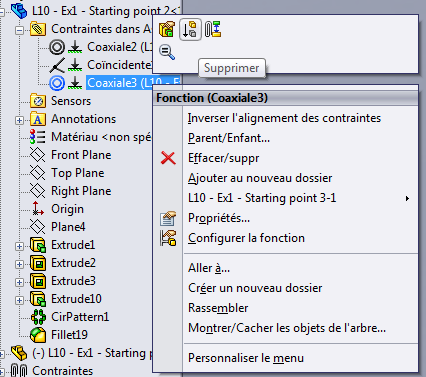 L10 - Ex1 - Starting point 2<
Contraintes dans A
Coaxiale2 (L
Coïncidente
Coaxiale3 (L10 - Ex
Sensors
Annotations
Matériau <non spé
Front Plane
Top Plane
Right Plane
Origin
Plane4
Extrude1
Extrude2
Extrude3
Extrude10
CirPattern1
Fillet19
(-) L10 - Ex1 - Starting p
Contraintes
Supprimer
Fonction (Coaxiale3)
Inverser l'alignement des contraintes
Parent/Enfant...
Effacer/suppr
Ajouter au nouveau dossier
L10 - Ex1 - Starting point 3-1
Propriétés...
Configurer la fonction
Aller à...
Créer un nouveau dossier
Rassembler
Montrer/Cacher les objets de l'arbre...
Personnaliser le menu